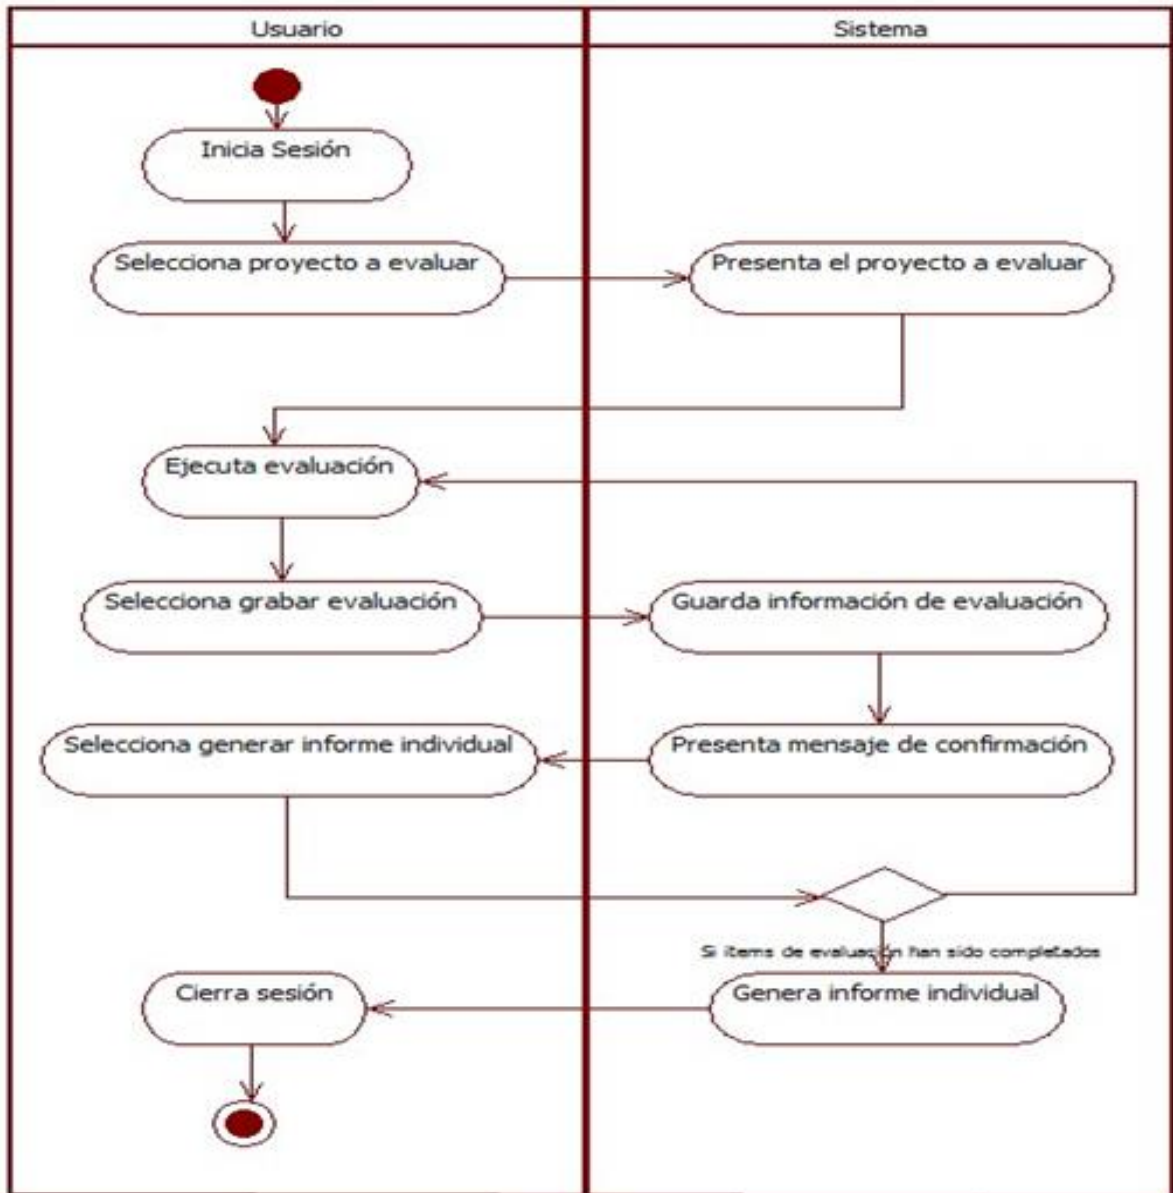 Usuario
Sistema
Inicia Sesión
Selecciona proyecto a evaluar
Presenta el proyecto a evaluar
Ejecuta evaluación
Selecciona grabar evaluación
Guarda información de evaluación
Selecciona generar informe individual
Presenta mensaje de confirmación
Si items de evaluación han sido completados
Cierra sesión
Genera informe individual